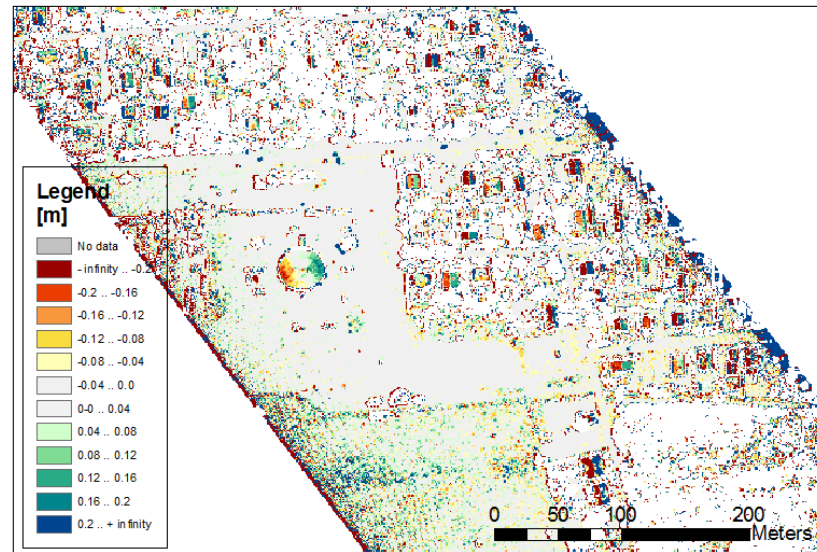 Legend
[m]
No data
- infinity .. -0.2
-0.2 .. -0.16
-0.16 .. -0.12
-0.12 .. -0.08
-0.08 .. -0.04
-0.04 .. 0.0
0-0 .. 0.04
0.04 .. 0.08
0.08 .. 0.12
0.12 .. 0.16
0.16 .. 0.2
0.2 .. + infinity
0 50 100 200
Meters